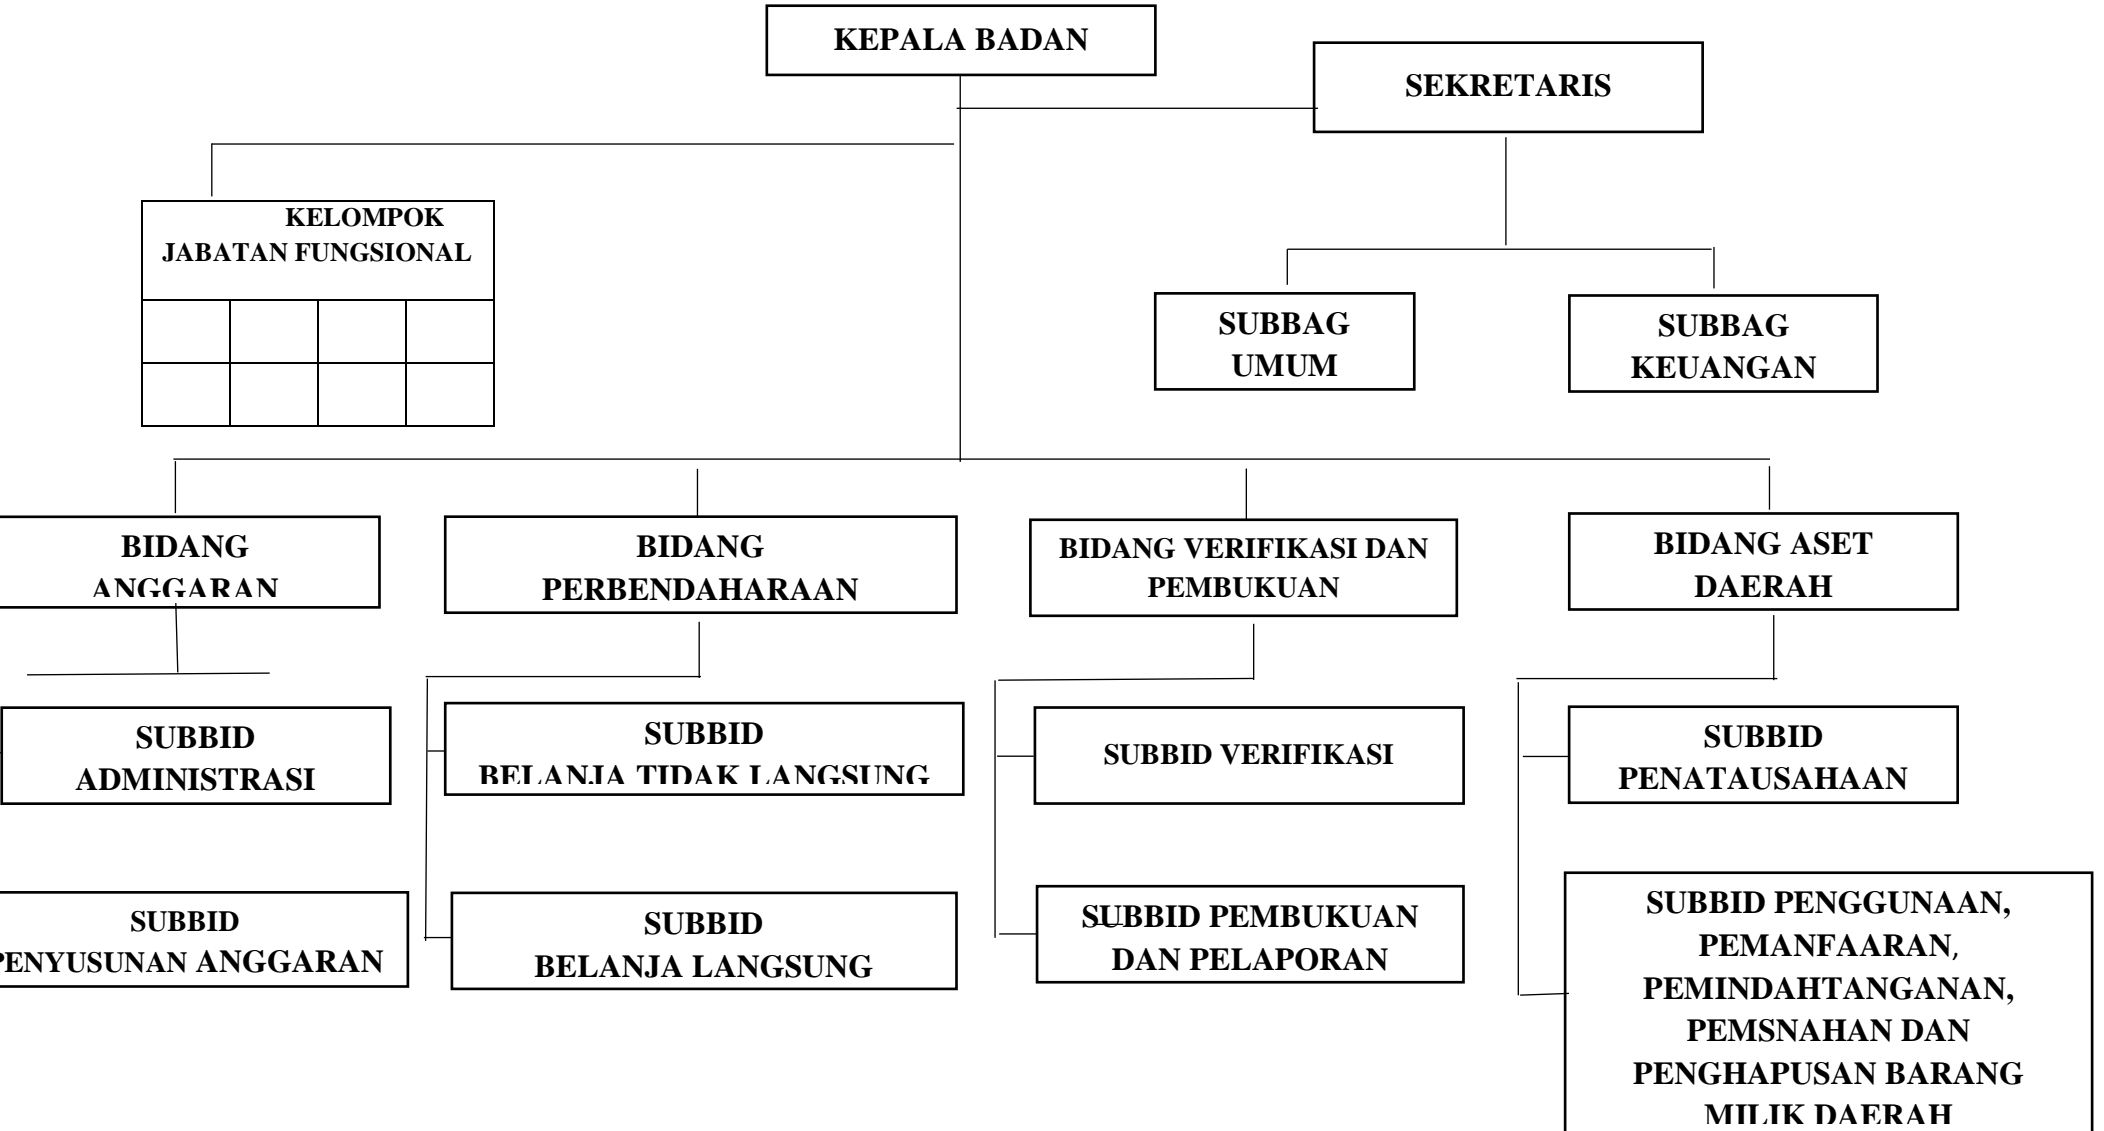 KEPALA BADAN
SEKRETARIS
KELOMPOK
JABATAN FUNGSIONAL
SUBBAG
UMUM
SUBBAG
KEUANGAN
BIDANG
ANGGARAN
BIDANG
PERBENDAHARAAN
BIDANG VERIFIKASI DAN
PEMBUKUAN
BIDANG ASET
DAERAH
SUBBID
ADMINISTRASI
SUBBID
BELANJA TIDAK LANGSUNG
SUBBID VERIFIKASI
SUBBID
PENATAUSAHAAN
SUBBID
PENYUSUNAN ANGGARAN
SUBBID
BELANJA LANGSUNG
SUBBID PEMBUKUAN
DAN PELAPORAN
SUBBID PENGGUNAAN,
PEMANFAARAN,
PEMINDAHTANGANAN,
PEMSNAHAN DAN
PENGHAPUSAN BARANG
MILIK DAERAH